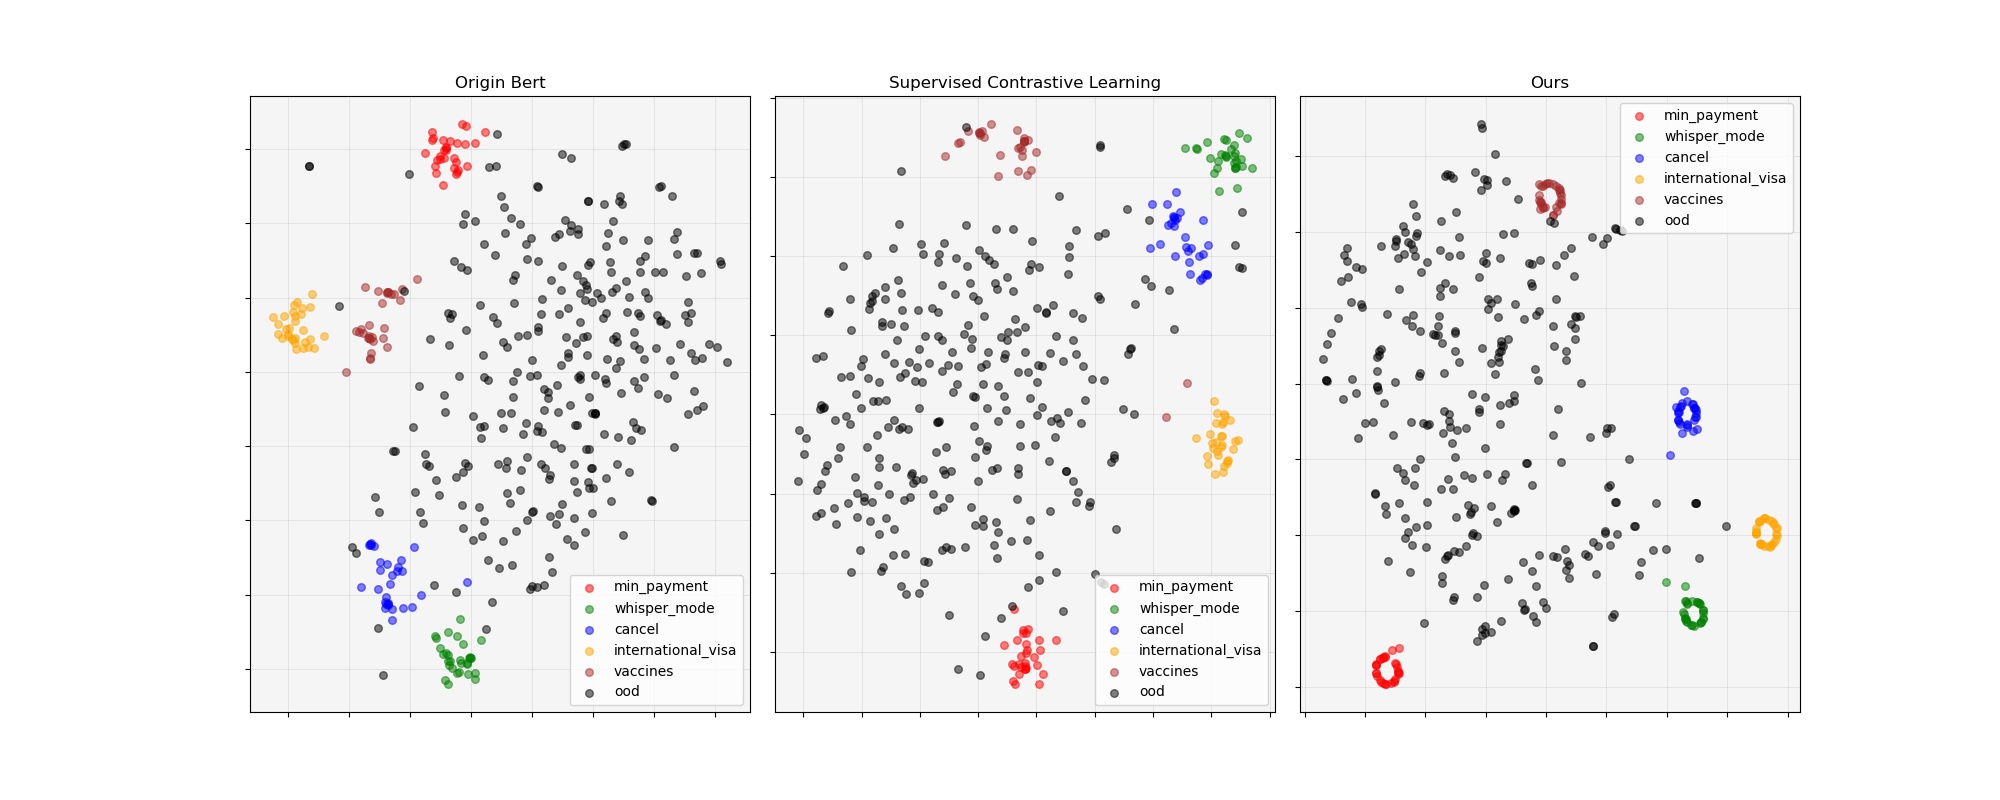 Origin Bert
min_payment
whisper_mode
cancel
international_visa
vaccines
ood
Supervised Contrastive Learning
min_payment
whisper_mode
cancel
international_visa
vaccines
ood
Ours
min_payment
whisper_mode
cancel
international_visa
vaccines
ood